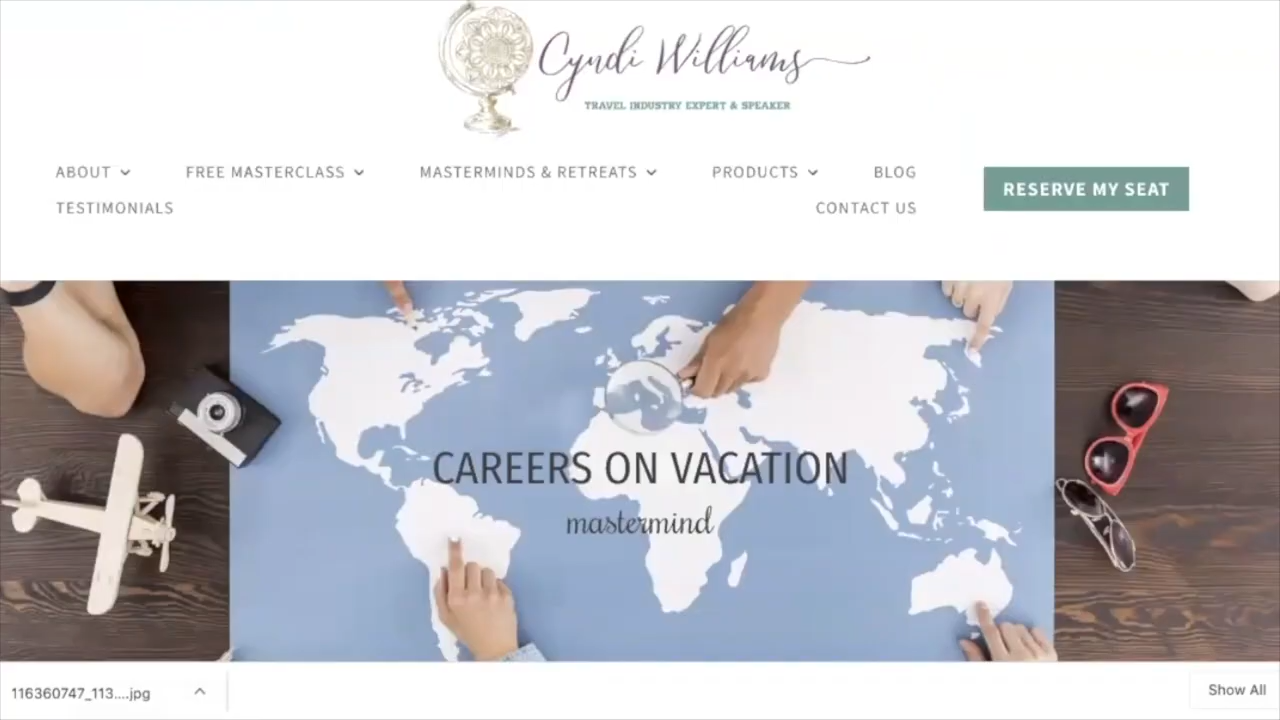 Cyndi Williams
TRAVEL INDUSTRY EXPERT & SPEAKER
ABOUT FREE MASTERCLASS MASTERMINDS & RETREATS PRODUCTS BLOG
TESTIMONIALS CONTACT US
RESERVE MY SEAT
CAREERS ON VACATION
mastermind
116360747_113....jpg
Show All